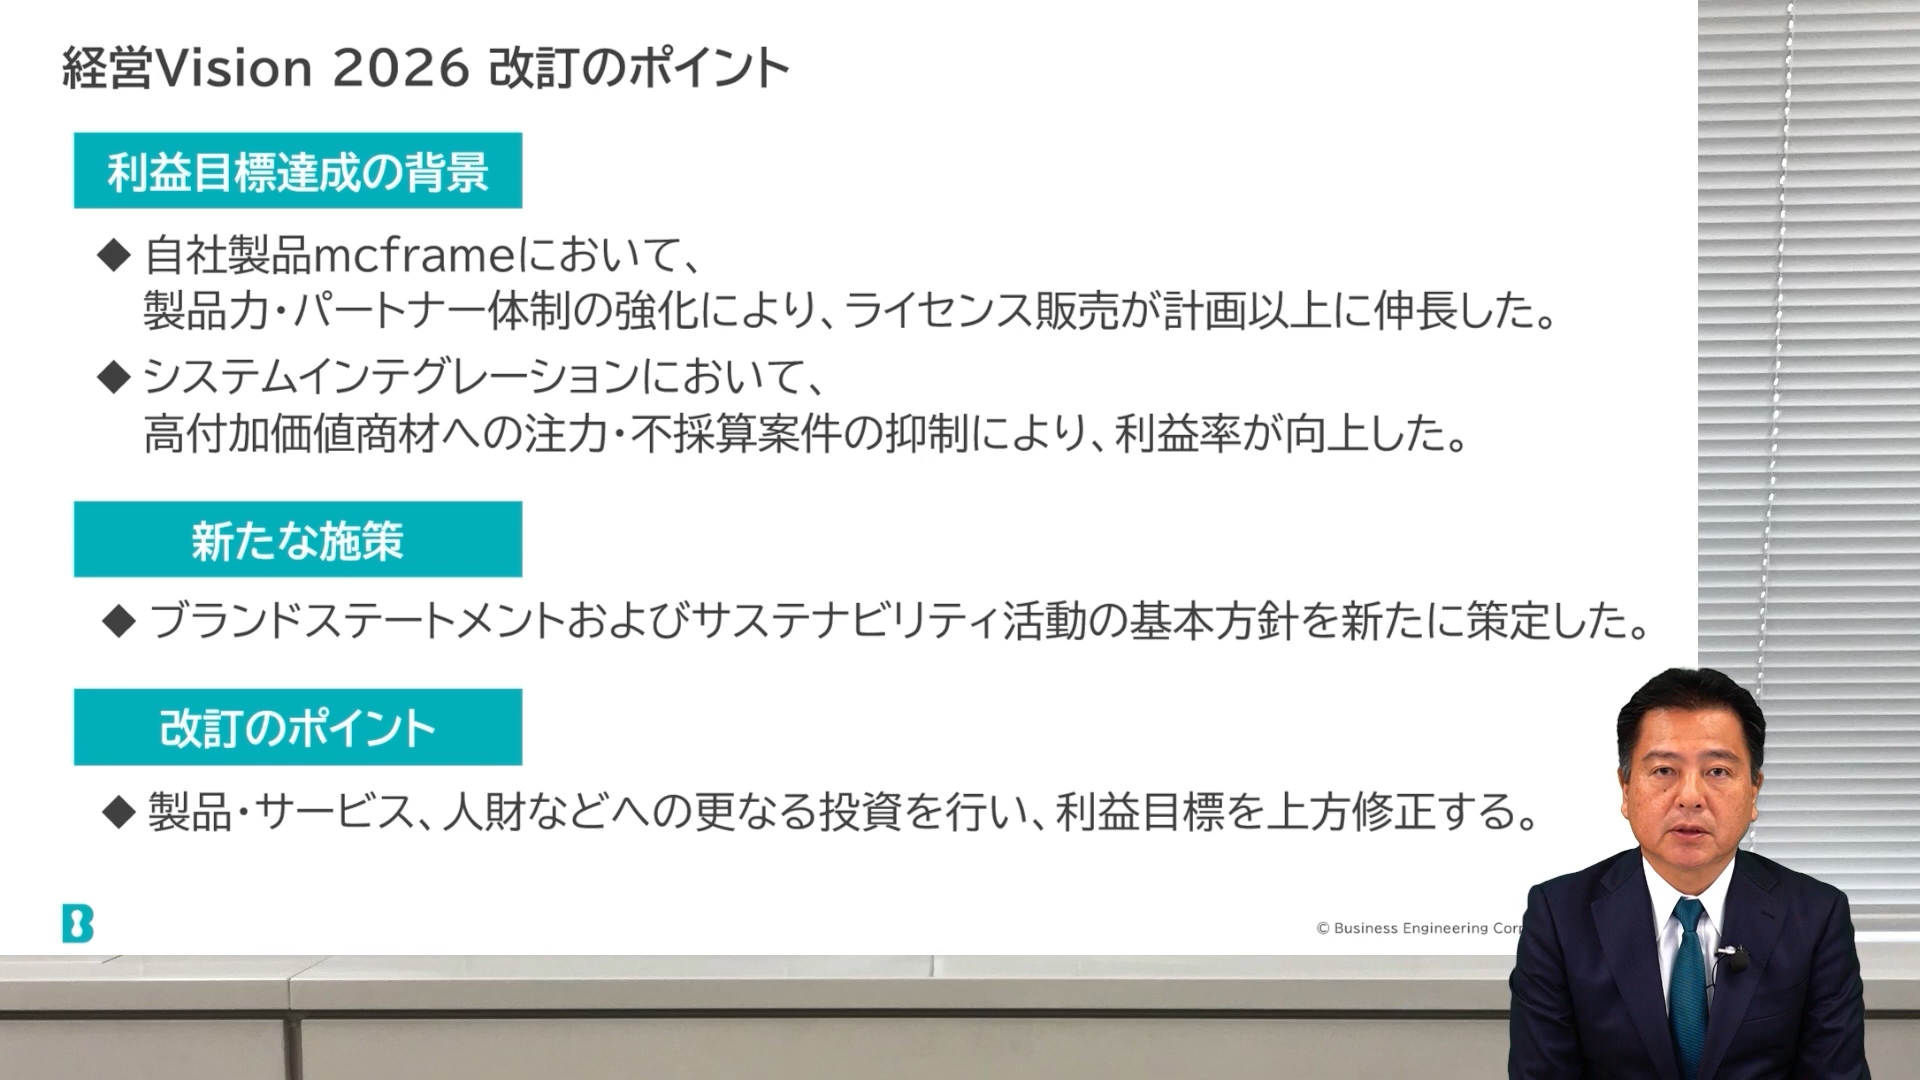 経営Vision 2026 改訂のポイント
利益目標達成の背景
◆ 自社製品mcframeにおいて、
製品力・パートナー体制の強化により、ライセンス販売が計画以上に伸長した。
◆ システムインテグレーションにおいて、
高付加価値商材への注力・不採算案件の抑制により、利益率が向上した。
新たな施策
◆ ブランドステートメントおよびサステナビリティ活動の基本方針を新たに策定した。
改訂のポイント
◆ 製品・サービス、人財などへの更なる投資を行い、利益目標を上方修正する。
B
© Business Engineering